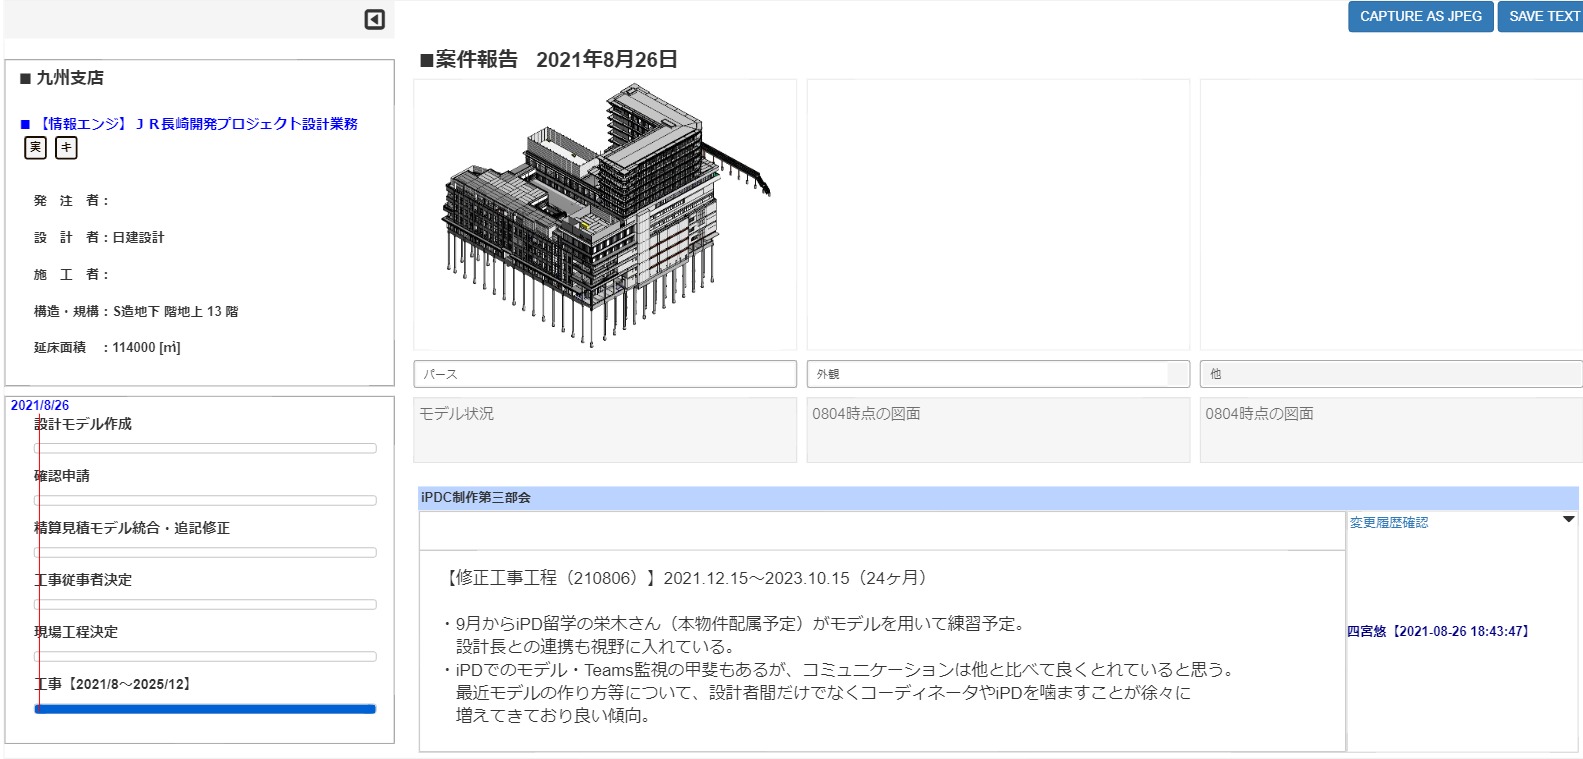 CAPTURE AS JPEG
SAVE TEXT
■ 九州支店
■ 【情報エンジ】ＪＲ長崎開発プロジェクト設計業務
実 キ
発　注　者：
設　計　者：日建設計
施　工　者：
構造・規構：S造地下 階地上 13 階
延床面積　：114000 [㎡]
2021/8/26
設計モデル作成
確認申請
精算見積モデル統合・追記修正
工事従事者決定
現場工程決定
工事【2021/8～2025/12】
■案件報告　2021年8月26日
パース
外観
他
モデル状況
0804時点の図面
0804時点の図面
iPDC制作第三部会
変更履歴確認
【修正工事工程（210806）】2021.12.15～2023.10.15（24ヶ月）
・9月からiPD留学の栄木さん（本物件配属予定）がモデルを用いて練習予定。
設計長との連携も視野に入れている。
・iPDでのモデル・Teams監視の甲斐もあるが、コミュニケーションは他と比べて良くとれていると思う。
最近モデルの作り方等について、設計者間だけでなくコーディネータやiPDを噛ますことが徐々に
増えてきており良い傾向。
四宮悠【2021-08-26 18:43:47】